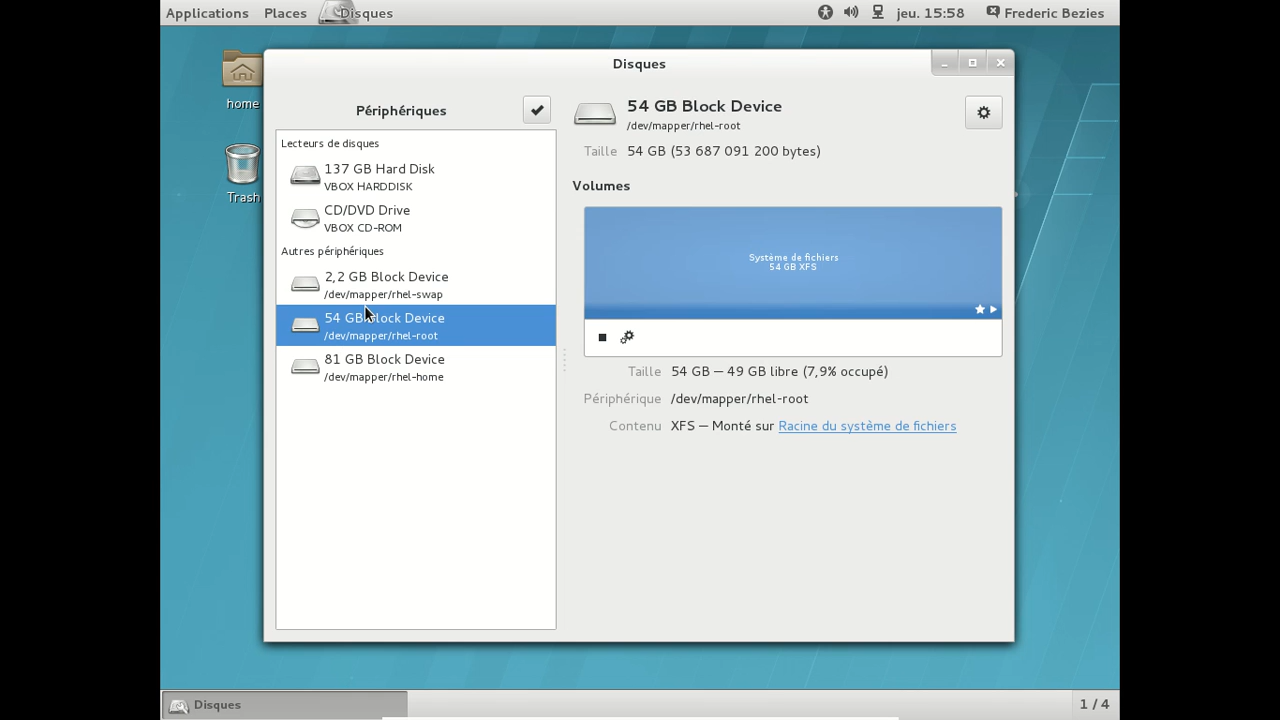 Applications Places Disques jeu. 15:58 Frederic Bezies
home
Trash
Disques
Périphériques
Lecteurs de disques
137 GB Hard Disk
VBOX HARDDISK
CD/DVD Drive
VBOX CD-ROM
Autres périphériques
2,2 GB Block Device
/dev/mapper/rhel-swap
54 GB Block Device
/dev/mapper/rhel-root
81 GB Block Device
/dev/mapper/rhel-home
54 GB Block Device
/dev/mapper/rhel-root
Taille 54 GB (53 687 091 200 bytes)
Volumes
Système de fichiers
54 GB XFS
Taille 54 GB — 49 GB libre (7,9% occupé)
Périphérique /dev/mapper/rhel-root
Contenu XFS — Monté sur Racine du système de fichiers
Disques
1 / 4